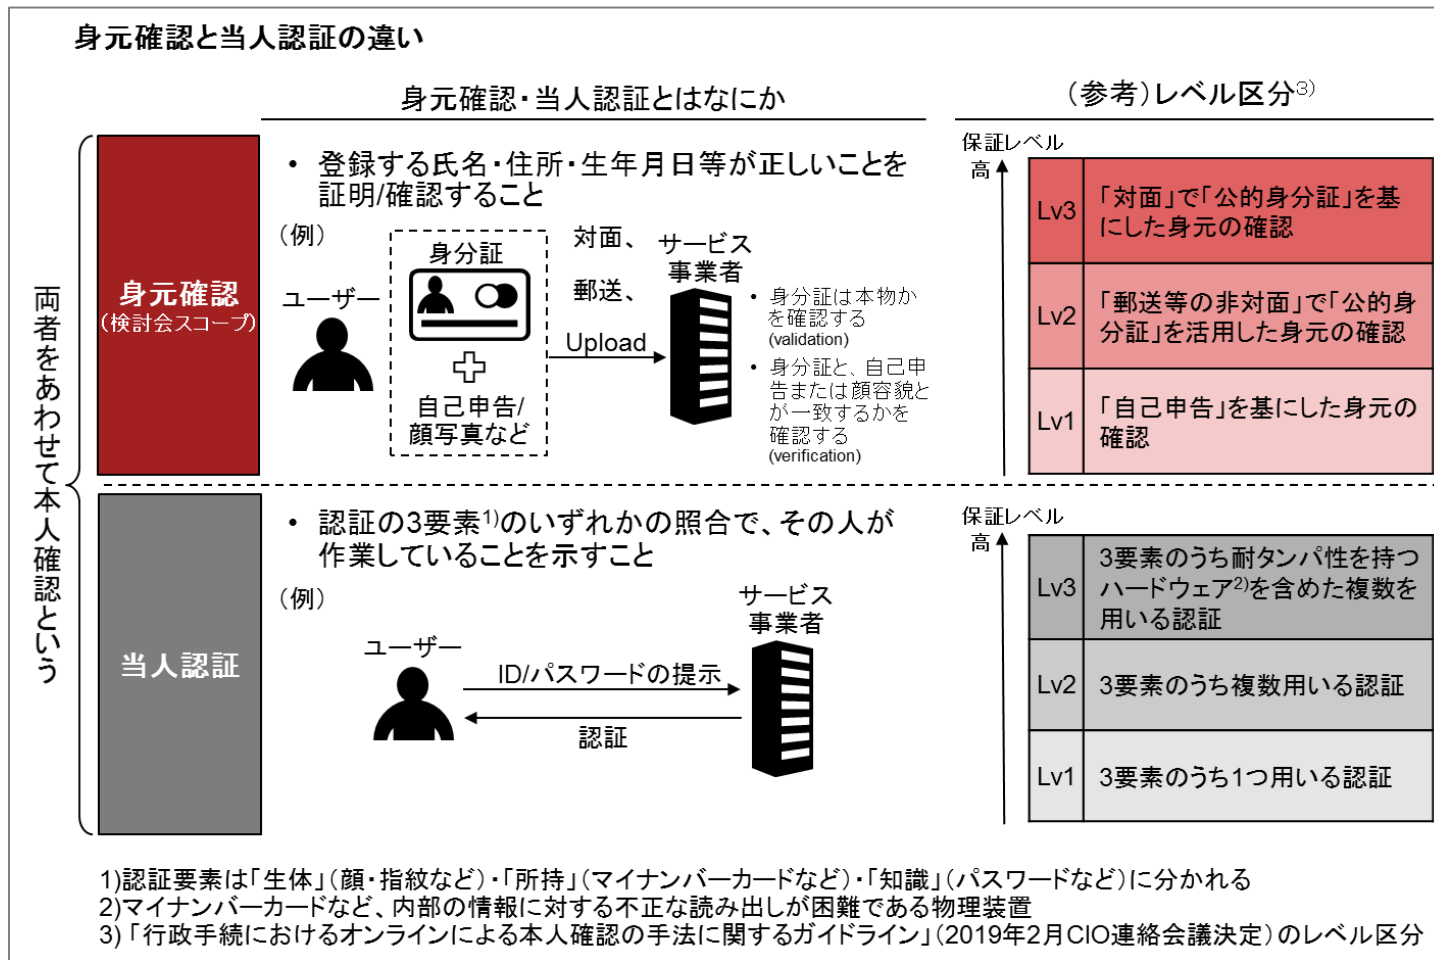 身元確認と当人認証の違い
身元確認・当人認証とはなにか
（参考）レベル区分3)
両者をあわせて本人確認という
身元確認
（検討会スコープ）
• 登録する氏名・住所・生年月日等が正しいことを
証明/確認すること
（例）
ユーザー
身分証
自己申告/
顔写真など
対面、
郵送、
Upload
サービス
事業者
• 身分証は本物か
を確認する
(validation)
• 身分証と、自己申
告または顔容貌と
が一致するかを
確認する
(verification)
保証レベル
高
Lv3
「対面」で「公的身分証」を基
にした身元の確認
Lv2
「郵送等の非対面」で「公的身
分証」を活用した身元の確認
Lv1
「自己申告」を基にした身元の
確認
当人認証
• 認証の3要素1)のいずれかの照合で、その人が
作業していることを示すこと
（例）
ユーザー
ID/パスワードの提示
認証
サービス
事業者
保証レベル
高
Lv3
3要素のうち耐タンパ性を持つ
ハードウェア2)を含めた複数を
用いる認証
Lv2
3要素のうち複数用いる認証
Lv1
3要素のうち1つ用いる認証
1)認証要素は「生体」（顔・指紋など）・「所持」（マイナンバーカードなど）・「知識」（パスワードなど）に分かれる
2)マイナンバーカードなど、内部の情報に対する不正な読み出しが困難である物理装置
3) 「行政手続におけるオンラインによる本人確認の手法に関するガイドライン」（2019年2月CIO連絡会議決定）のレベル区分